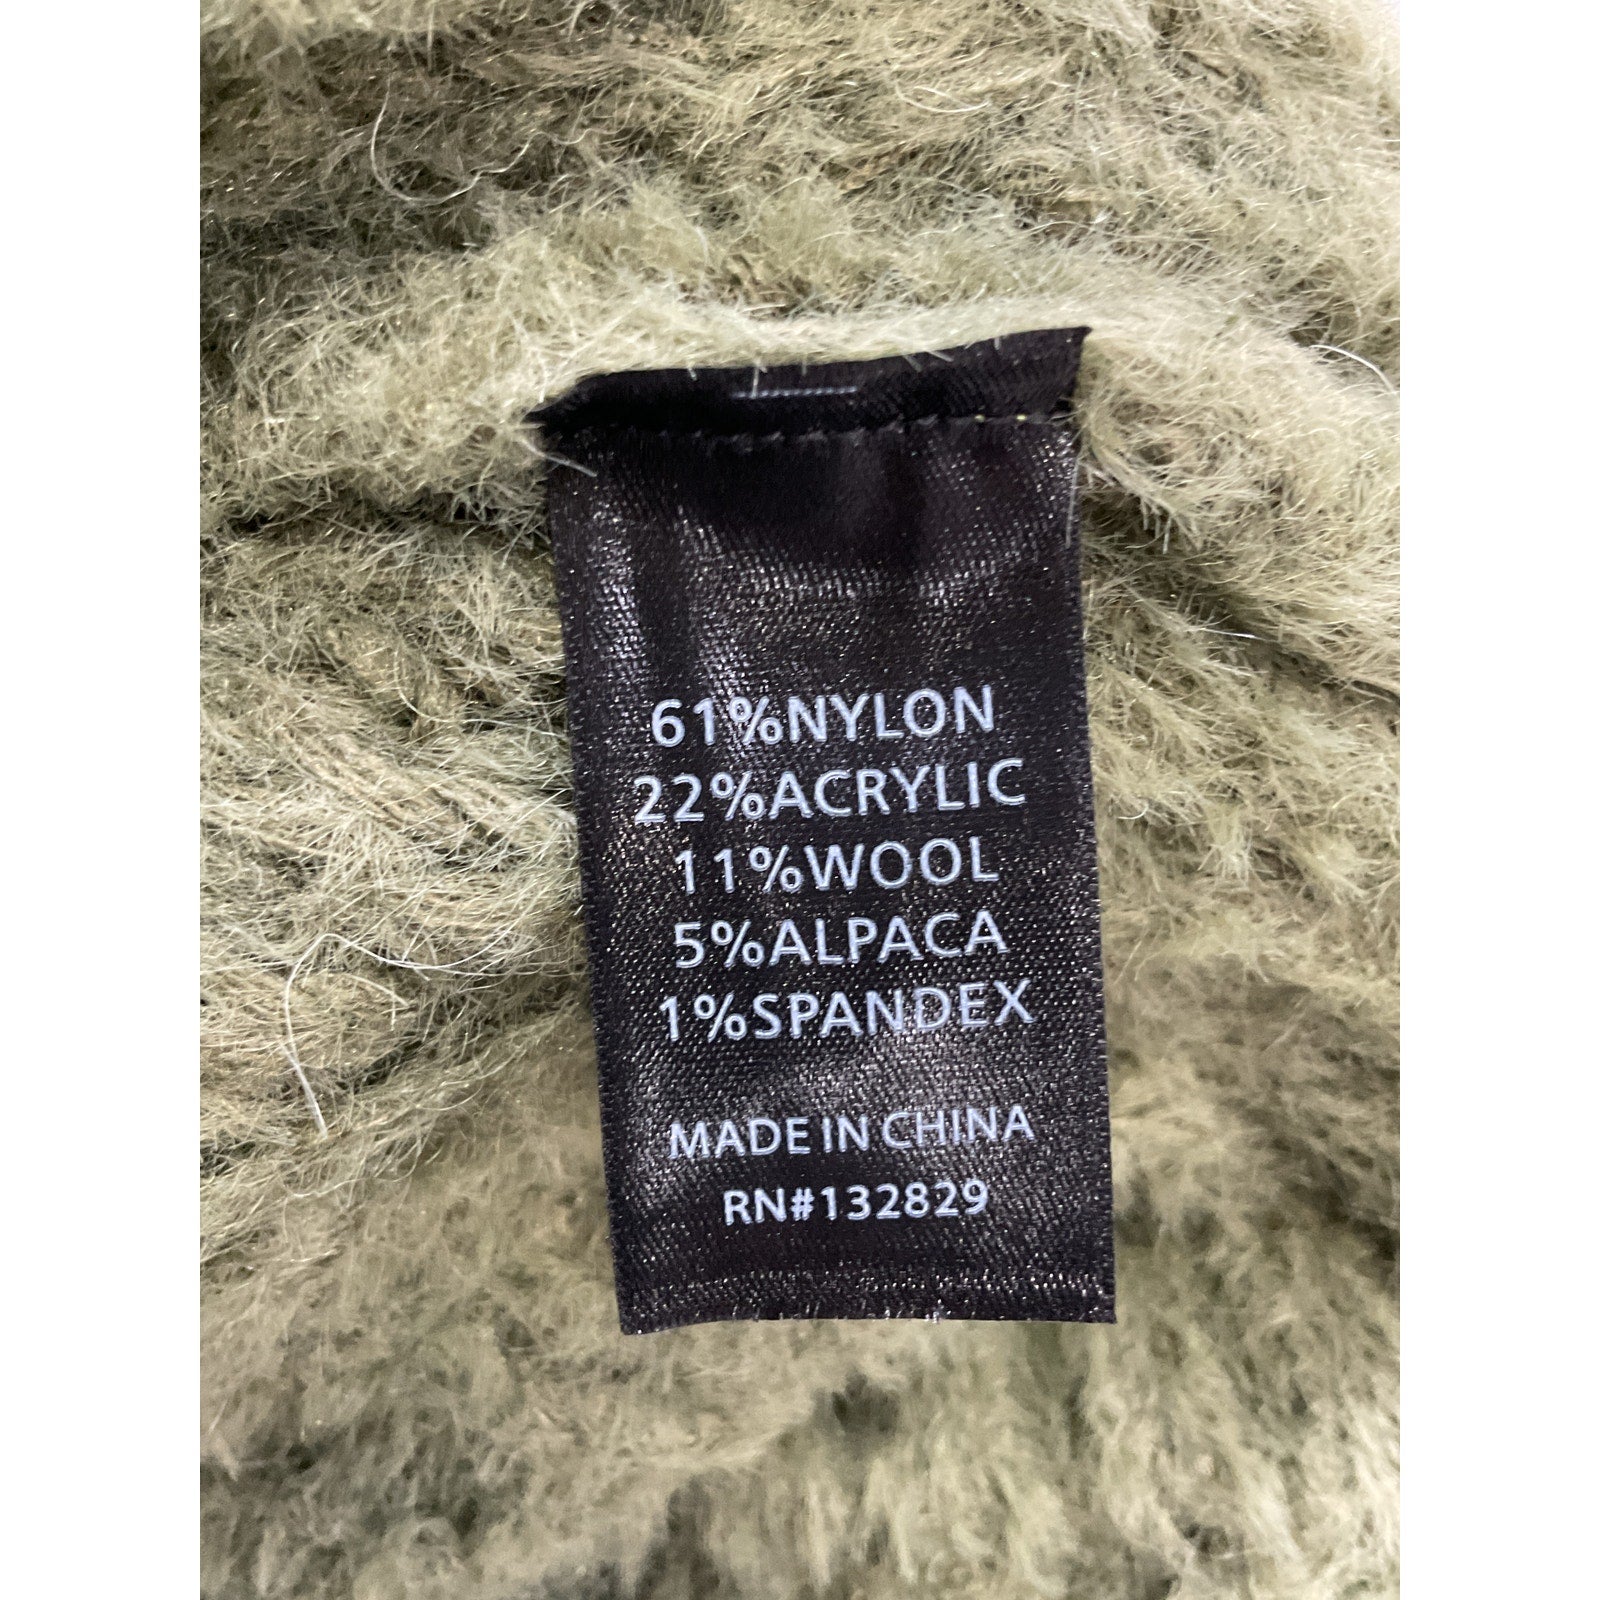 61%NYLON
22%ACRYLIC
11%WOOL
5%ALPACA
1%SPANDEX
MADE IN CHINA
RN#132829